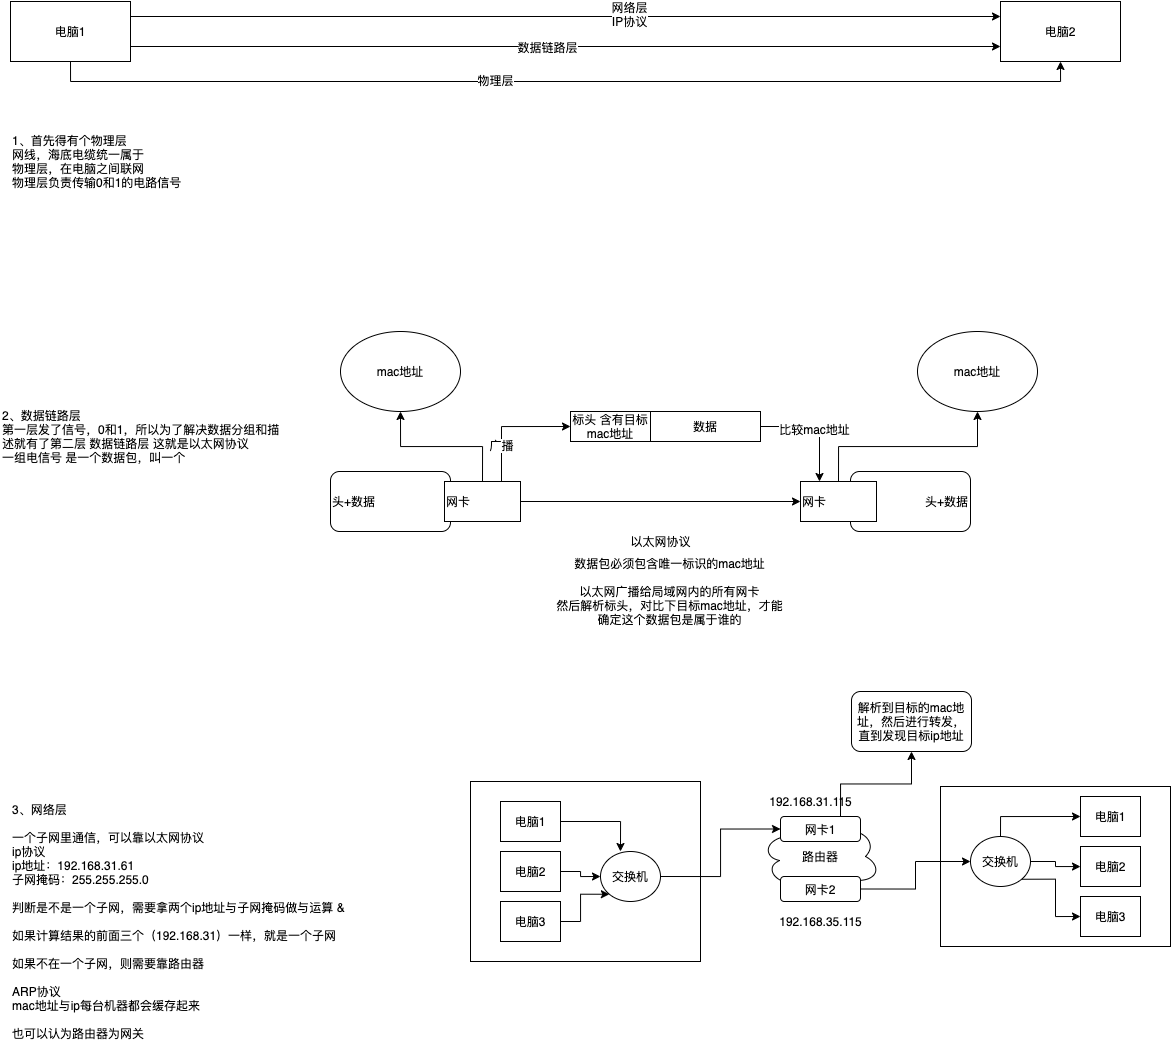 电脑1
网络层
IP协议
数据链路层
物理层
电脑2
1、首先得有个物理层
网线，海底电缆统一属于
物理层，在电脑之间联网
物理层负责传输0和1的电路信号
mac地址
mac地址
2、数据链路层
第一层发了信号，0和1，所以为了解决数据分组和描
述就有了第二层 数据链路层 这就是以太网协议
一组电信号 是一个数据包，叫一个
广播
标头 含有目标
mac地址
数据
比较mac地址
头+数据
网卡
网卡
头+数据
以太网协议
数据包必须包含唯一标识的mac地址
以太网广播给局域网内的所有网卡
然后解析标头，对比下目标mac地址，才能
确定这个数据包是属于谁的
解析到目标的mac地
址，然后进行转发，
直到发现目标ip地址
3、网络层
一个子网里通信，可以靠以太网协议
ip协议
ip地址：192.168.31.61
子网掩码：255.255.255.0
判断是不是一个子网，需要拿两个ip地址与子网掩码做与运算 &
如果计算结果的前面三个（192.168.31）一样，就是一个子网
如果不在一个子网，则需要靠路由器
ARP协议
mac地址与ip每台机器都会缓存起来
也可以认为路由器为网关
电脑1
电脑2
电脑3
交换机
192.168.31.115
网卡1
路由器
网卡2
192.168.35.115
交换机
电脑1
电脑2
电脑3